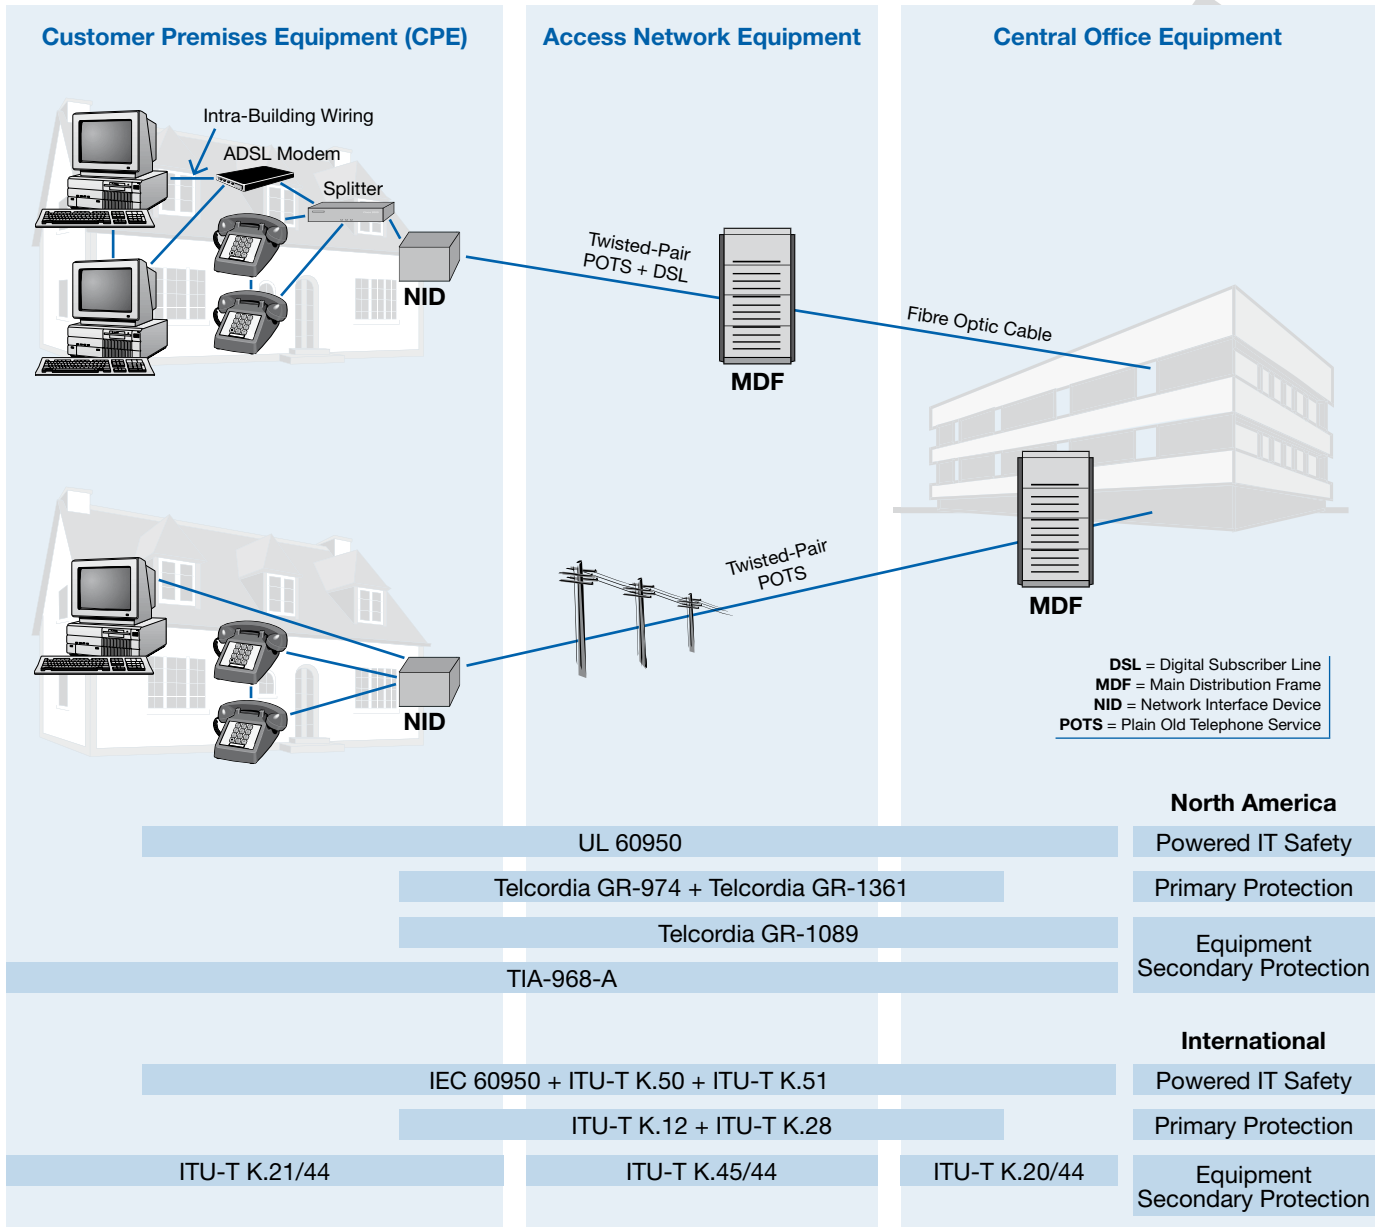 Customer Premises Equipment (CPE)
Access Network Equipment
Central Office Equipment
Intra-Building Wiring
ADSL Modem
Splitter
NID
Twisted-Pair
POTS + DSL
MDF
Fibre Optic Cable
NID
Twisted-Pair
POTS
MDF
DSL = Digital Subscriber Line
MDF = Main Distribution Frame
NID = Network Interface Device
POTS = Plain Old Telephone Service
North America
UL 60950
Powered IT Safety
Telcordia GR-974 + Telcordia GR-1361
Primary Protection
Telcordia GR-1089
TIA-968-A
Equipment
Secondary Protection
International
IEC 60950 + ITU-T K.50 + ITU-T K.51
Powered IT Safety
ITU-T K.12 + ITU-T K.28
Primary Protection
ITU-T K.21/44
ITU-T K.45/44
ITU-T K.20/44
Equipment
Secondary Protection